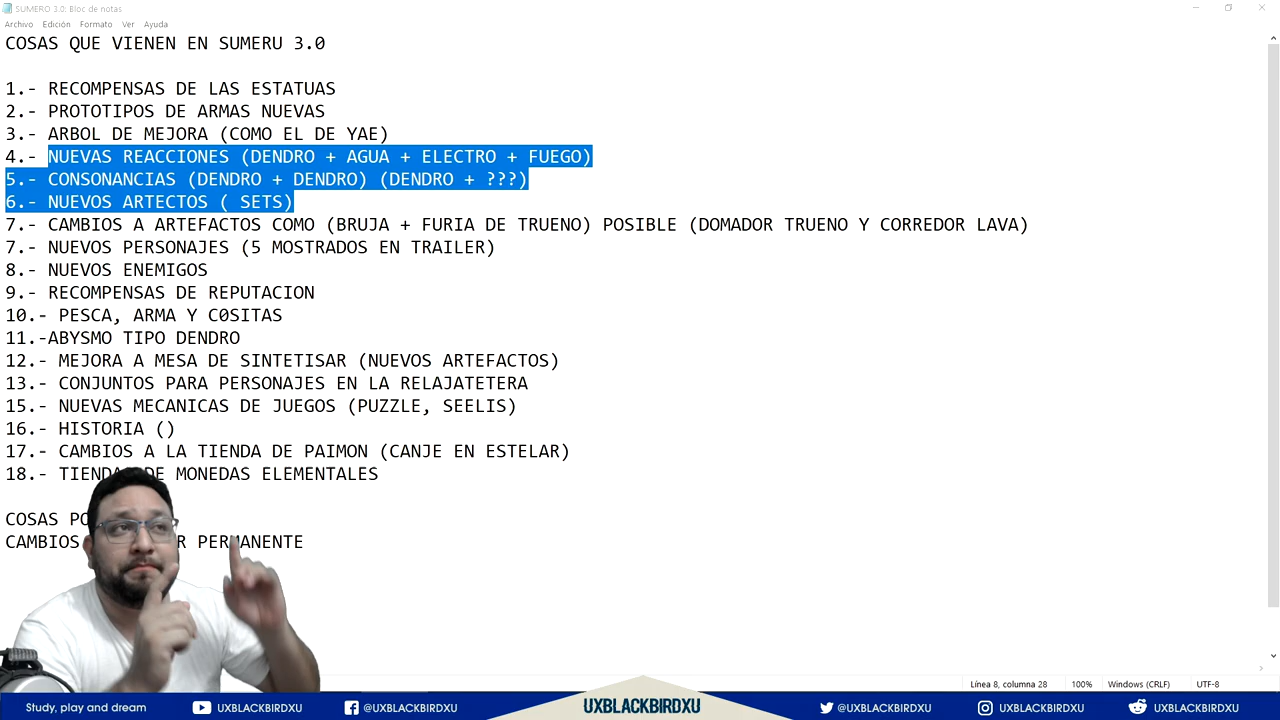 SUMERO 3.0: Bloc de notas
Archivo Edición Formato Ver Ayuda
COSAS QUE VIENEN EN SUMERU 3.0
1.- RECOMPENSAS DE LAS ESTATUAS
2.- PROTOTIPOS DE ARMAS NUEVAS
3.- ARBOL DE MEJORA (COMO EL DE YAE)
4.- NUEVAS REACCIONES (DENDRO + AGUA + ELECTRO + FUEGO)
5.- CONSONANCIAS (DENDRO + DENDRO) (DENDRO + ???)
6.- NUEVOS ARTECTOS ( SETS)
7.- CAMBIOS A ARTEFACTOS COMO (BRUJA + FURIA DE TRUENO) POSIBLE (DOMADOR TRUENO Y CORREDOR LAVA)
7.- NUEVOS PERSONAJES (5 MOSTRADOS EN TRAILER)
8.- NUEVOS ENEMIGOS
9.- RECOMPENSAS DE REPUTACION
10.- PESCA, ARMA Y C0SITAS
11.-ABYSMO TIPO DENDRO
12.- MEJORA A MESA DE SINTETISAR (NUEVOS ARTEFACTOS)
13.- CONJUNTOS PARA PERSONAJES EN LA RELAJATETERA
15.- NUEVAS MECANICAS DE JUEGOS (PUZZLE, SEELIS)
16.- HISTORIA ()
17.- CAMBIOS A LA TIENDA DE PAIMON (CANJE EN ESTELAR)
18.- DE MONEDAS ELEMENTALES
COSAS
CAMBIOS PERMANENTE
Línea 8, columna 28 100% Windows (CRLF) UTF-8
Study, play and dream UXBLACKBIRDXU @UXBLACKBIRDXU UXBLACKBIRDXU @UXBLACKBIRDXU UXBLACKBIRDXU UXBLACKBIRDXU